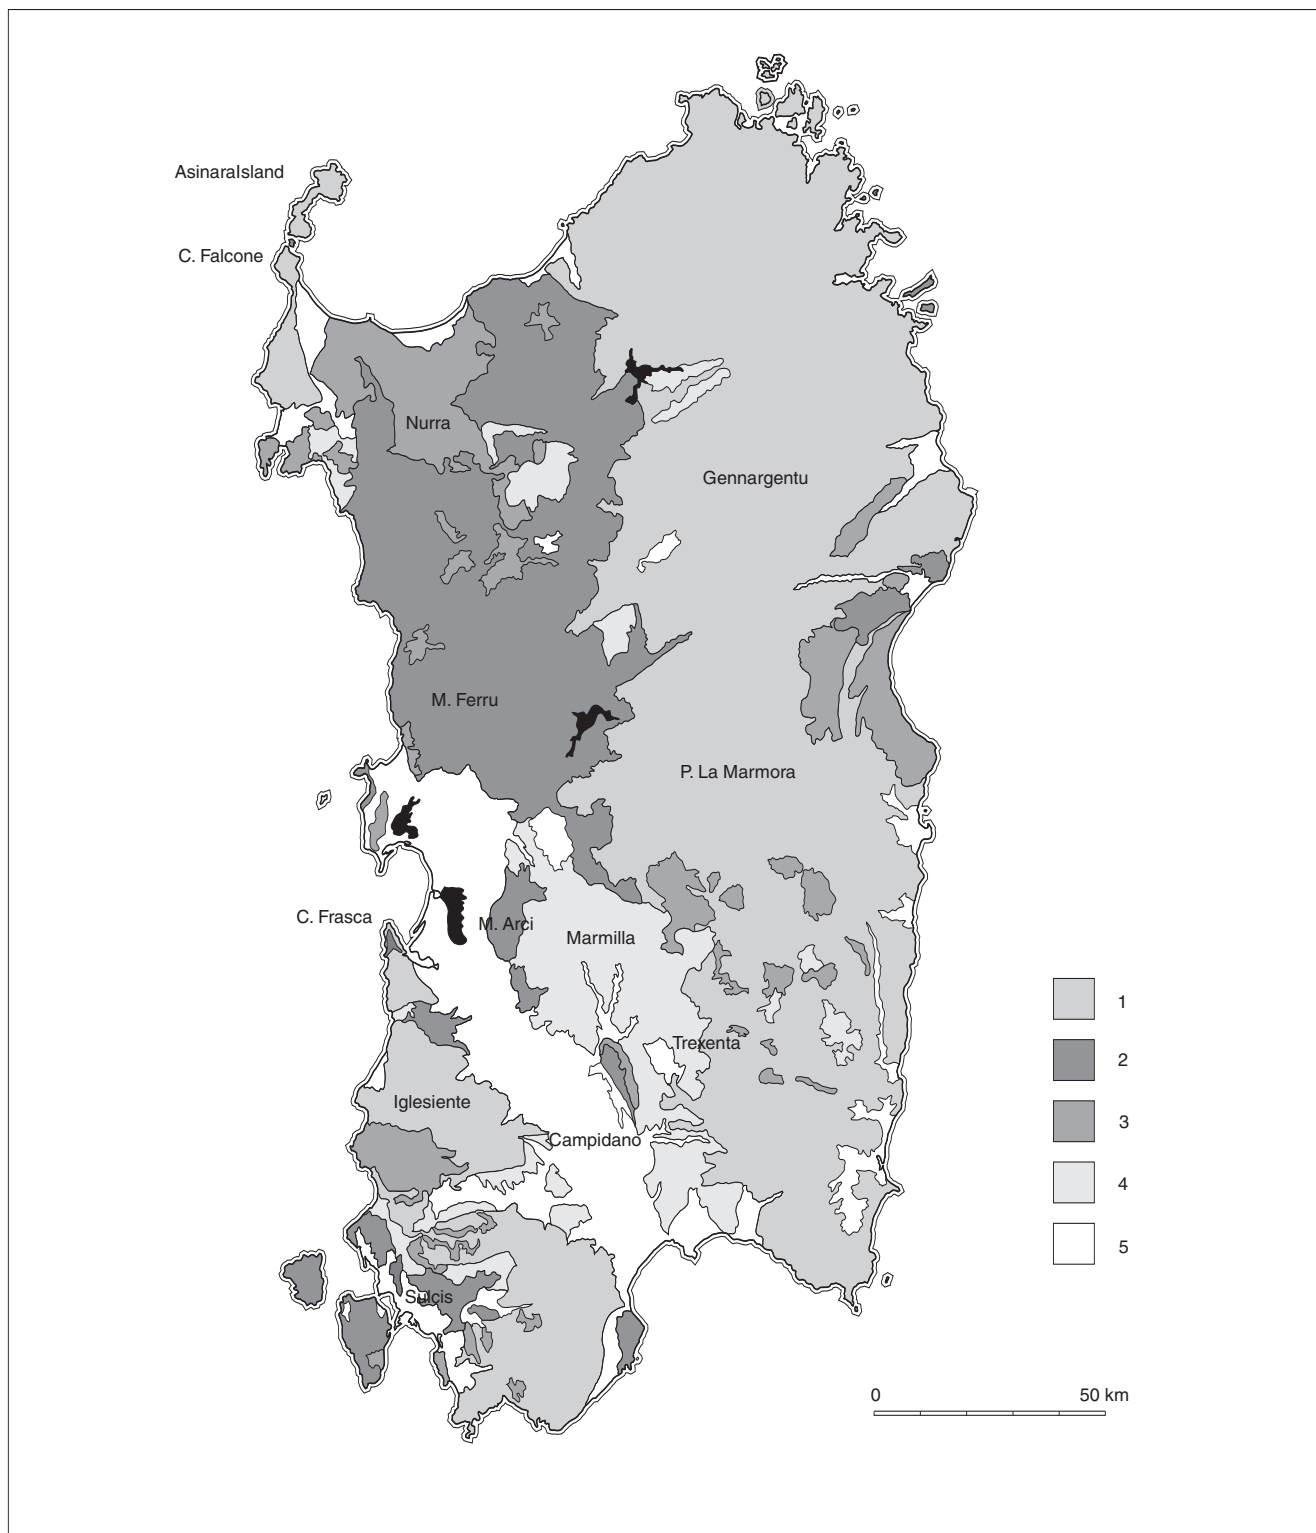 AsinaraIsland
C. Falcone
Nurra
Gennargentu
M. Ferru
P. La Marmora
C. Frasca
M. Arci
Marmilla
1
Trexenta
2
Iglesiente
3
Campidano
4
5
Sulcis
0 50 km